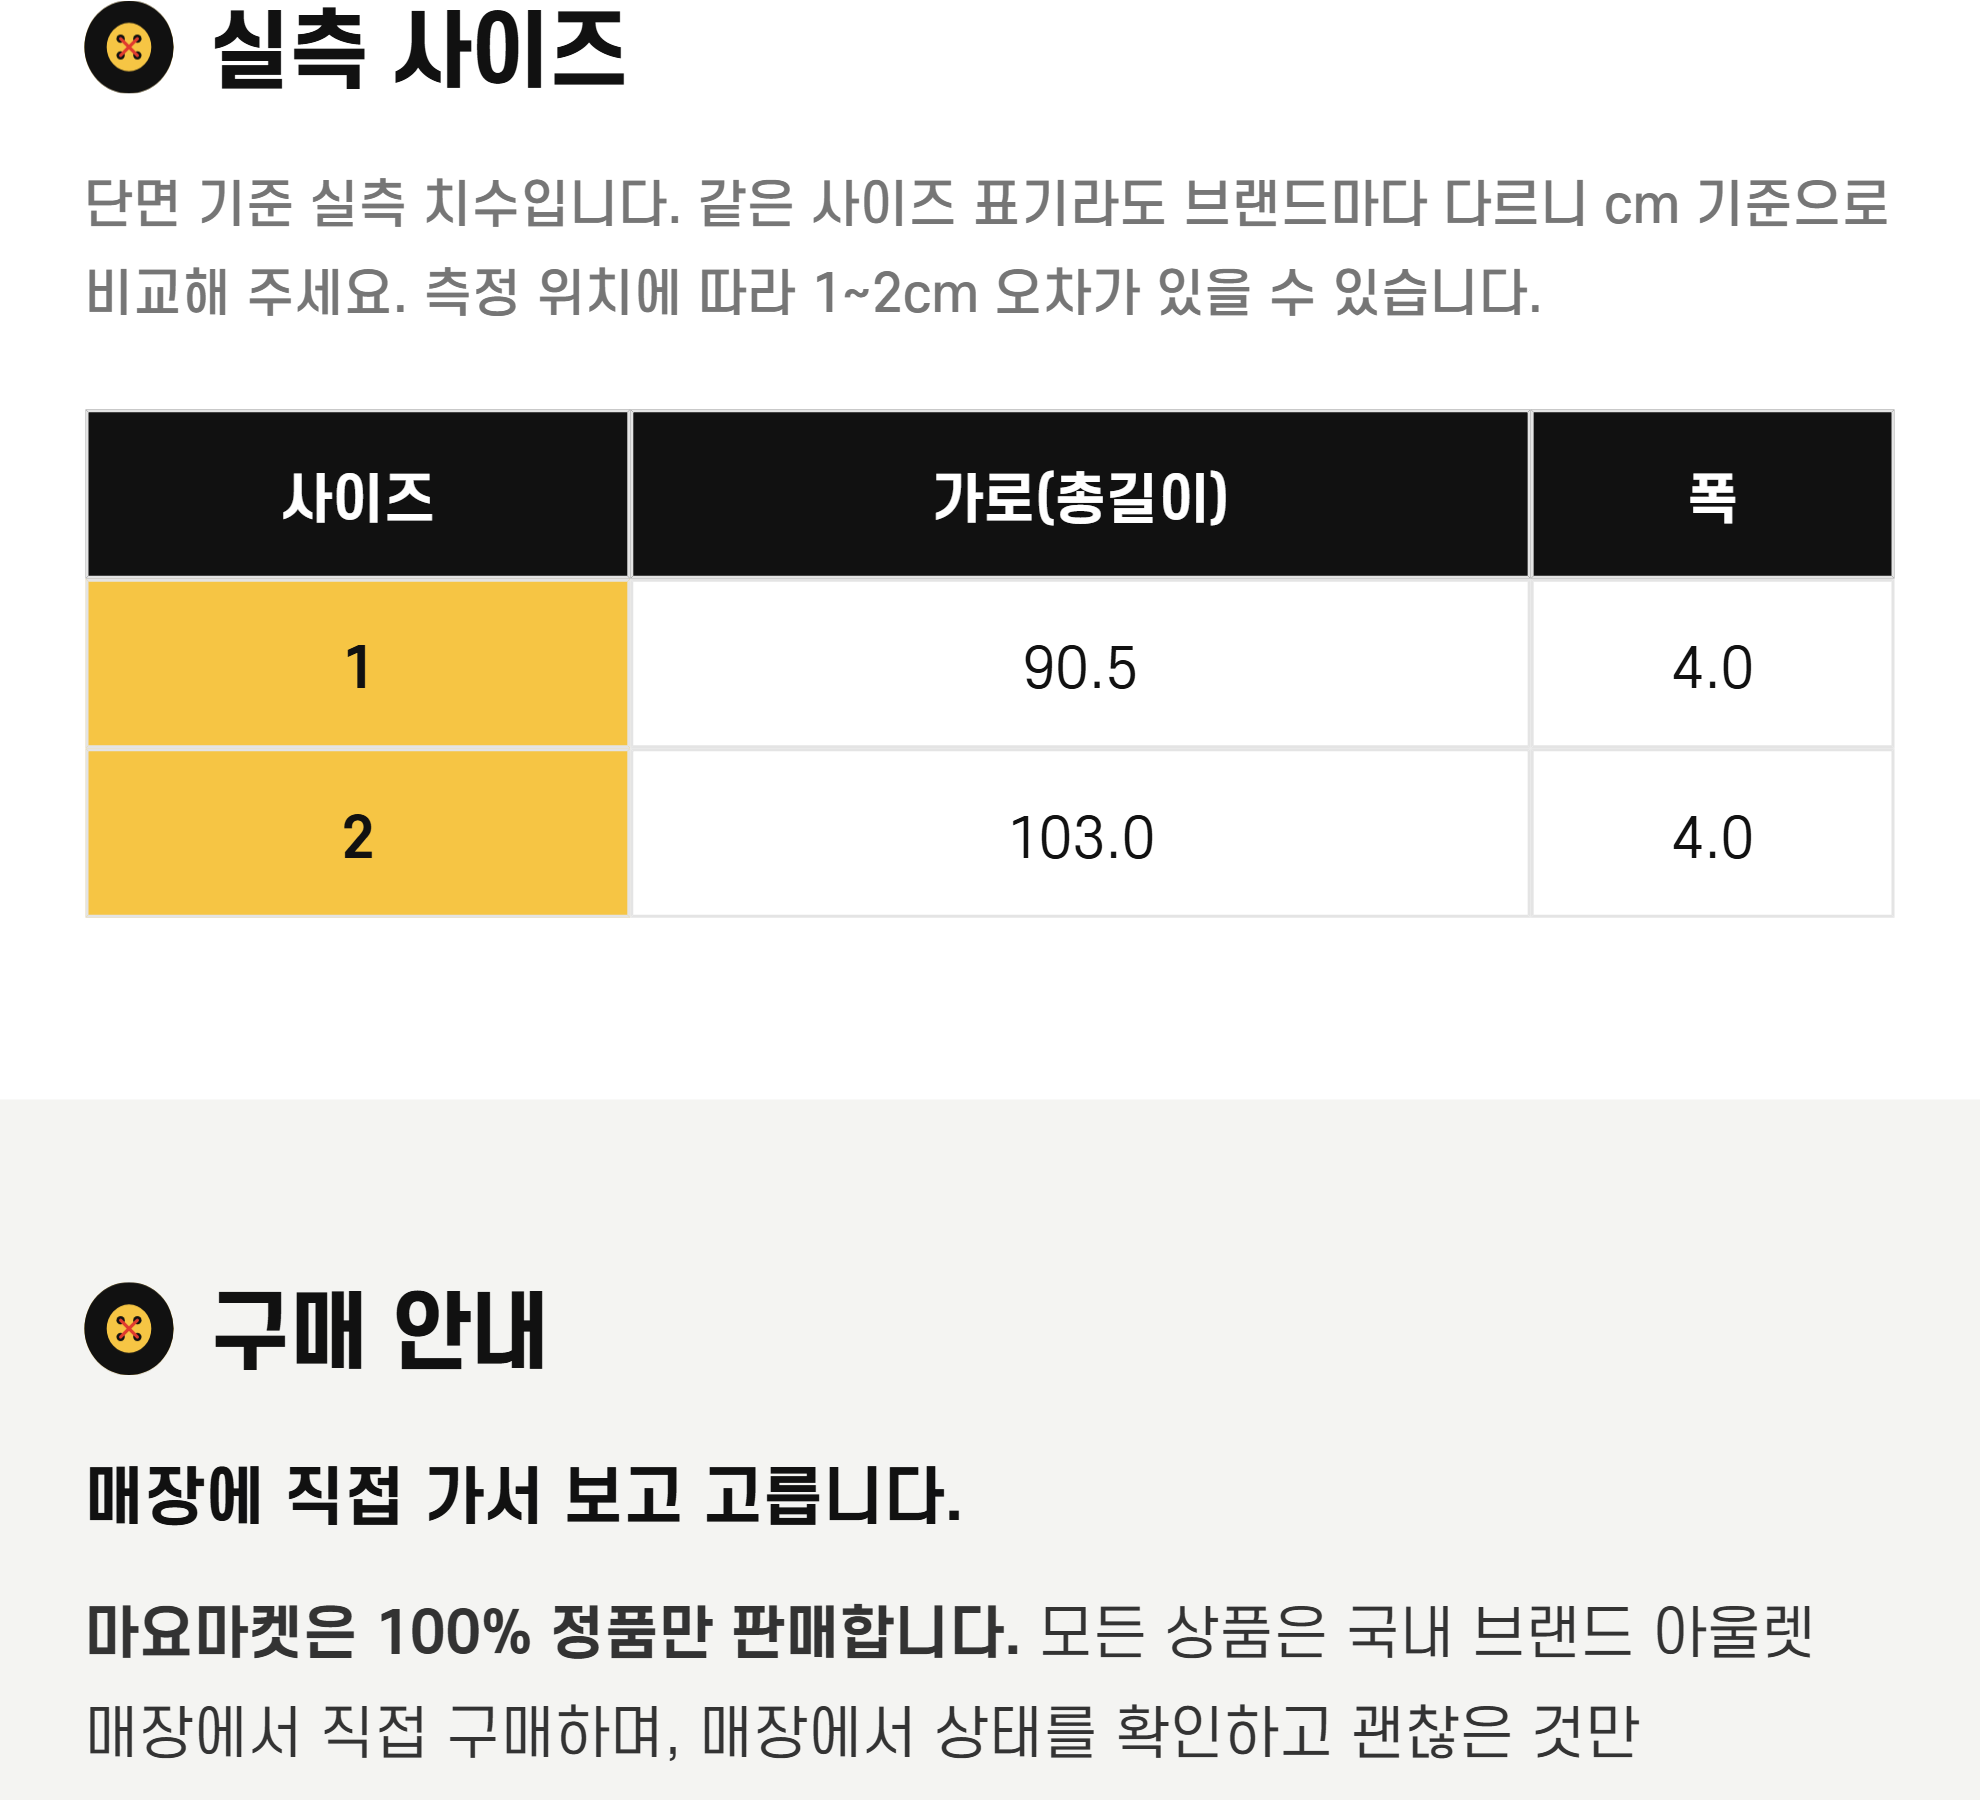 실측 사이즈
단면 기준 실측 치수입니다. 같은 사이즈 표기라도 브랜드마다 다르니 cm 기준으로
비교해 주세요. 측정 위치에 따라 1~2cm 오차가 있을 수 있습니다.
사이즈 가로(총길이) 폭
1 90.5 4.0
2 103.0 4.0
구매 안내
매장에 직접 가서 보고 고릅니다.
마요마켓은 100% 정품만 판매합니다. 모든 상품은 국내 브랜드 아울렛
매장에서 직접 구매하며, 매장에서 상태를 확인하고 괜찮은 것만